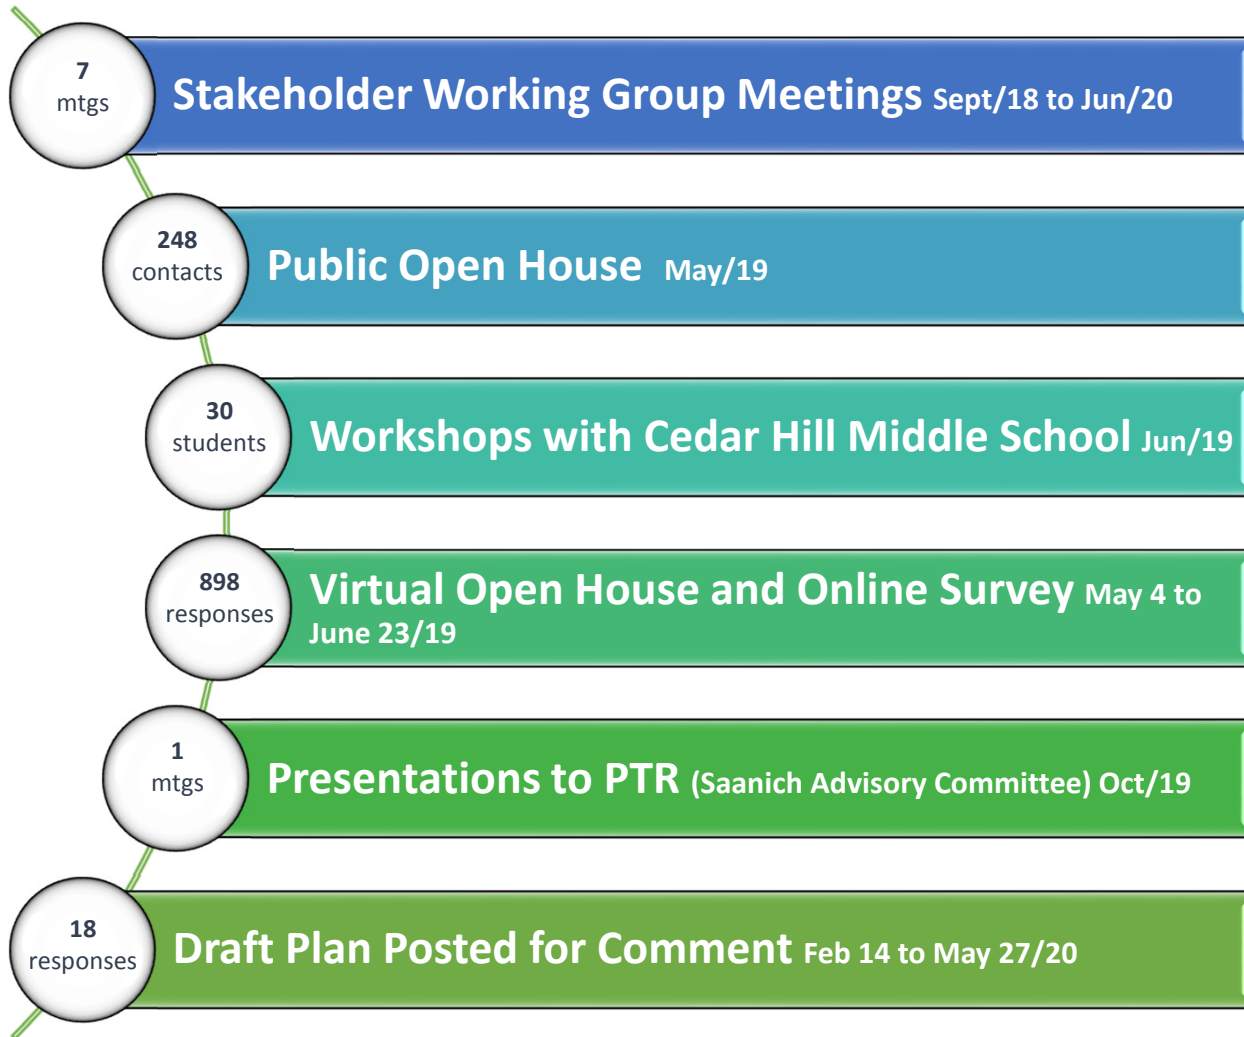 7
mtgs
Stakeholder Working Group Meetings Sept/18 to Jun/20
248
contacts
Public Open House May/19
30
students
Workshops with Cedar Hill Middle School Jun/19
898
responses
Virtual Open House and Online Survey May 4 to
June 23/19
1
mtgs
Presentations to PTR (Saanich Advisory Committee) Oct/19
18
responses
Draft Plan Posted for Comment Feb 14 to May 27/20